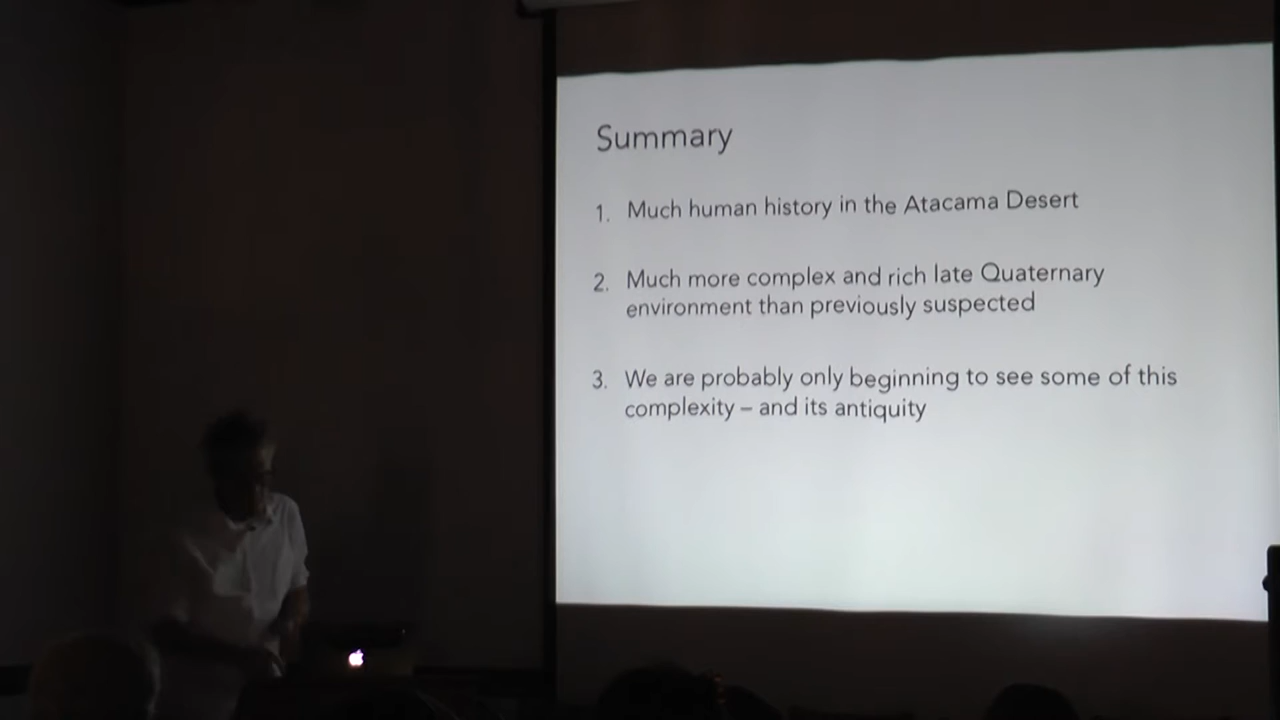 Summary
1. Much human history in the Atacama Desert
2. Much more complex and rich late Quaternary
environment than previously suspected
3. We are probably only beginning to see some of this
complexity – and its antiquity